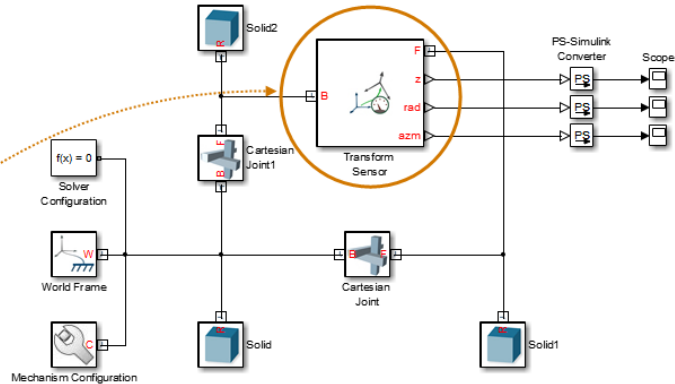 Solid2
R
PS-Simulink
Converter
Scope
F
z
PS
B
rad
PS
azm
PS
F
Cartesian
Joint1
B
Transform
Sensor
f(x) = 0
Solver
Configuration
W
B
F
World Frame
Cartesian
Joint
C
R
Solid
R
Solid1
Mechanism Configuration